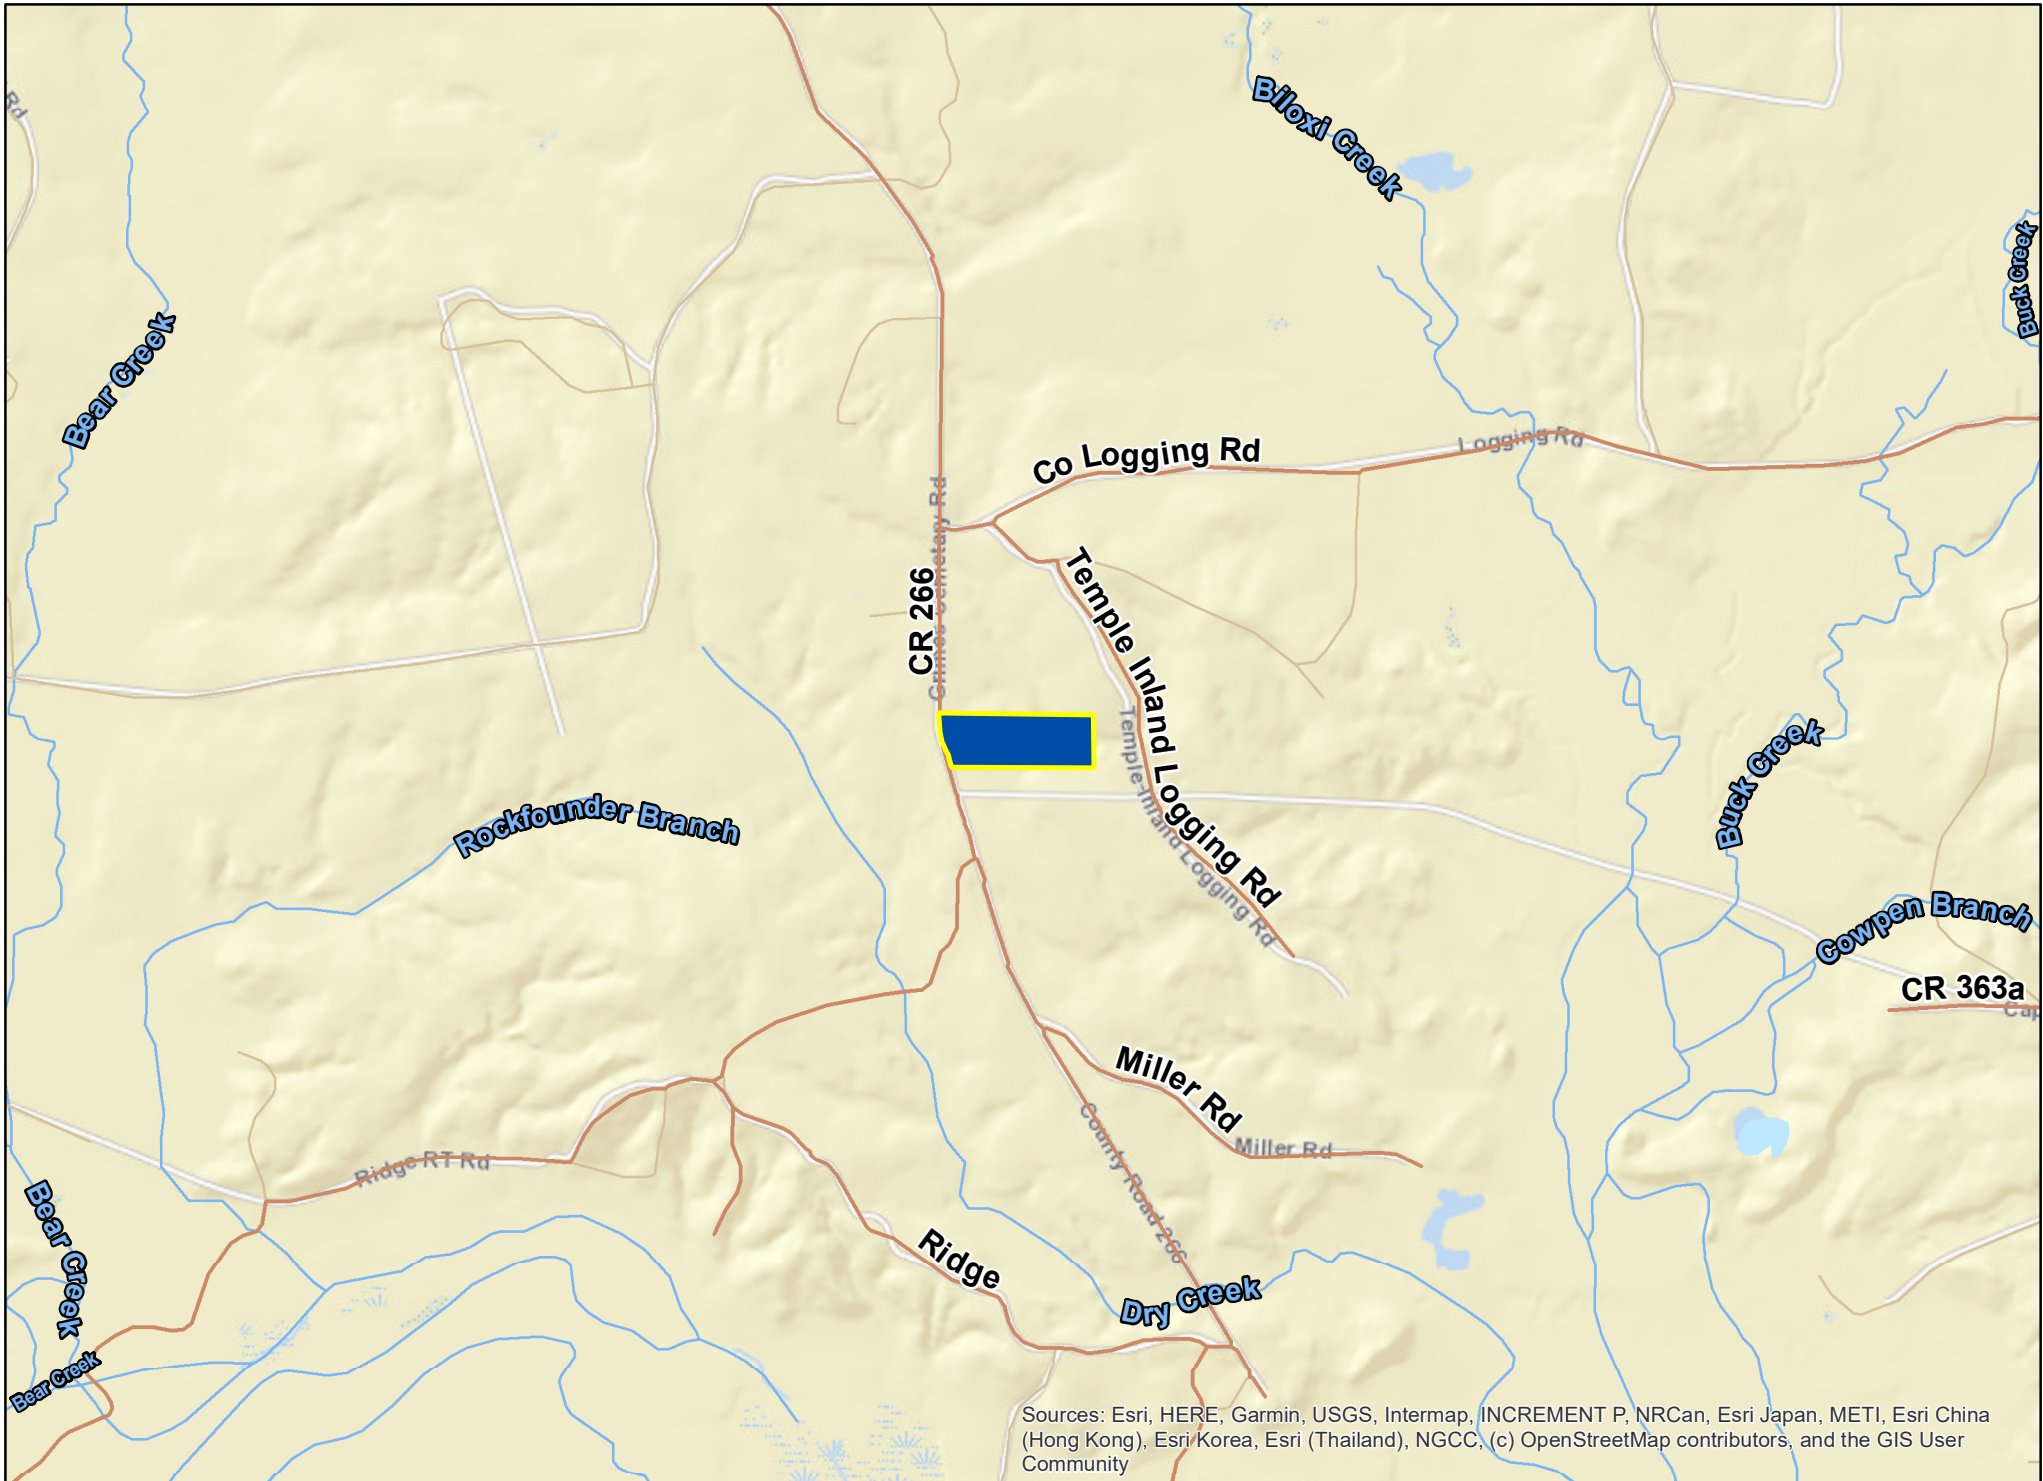 Rd
Biloxi Creek
Buck Creek
Bear Creek
Co Logging Rd
Logging Rd
CR 266
Temple Inland Logging Rd
Temple-Inland Logging Rd
Buck Creek
Rockfounder Branch
Cowpen Branch
CR 363a
Miller Rd
Miller Rd
County Road 266
Ridge RT Rd
Bear Creek
Ridge
Dry Creek
Bear Creek
Sources: Esri, HERE, Garmin, USGS, Intermap, INCREMENT P, NRCan, Esri Japan, METI, Esri China
(Hong Kong), Esri Korea, Esri (Thailand), NGCC, (c) OpenStreetMap contributors, and the GIS User
Community